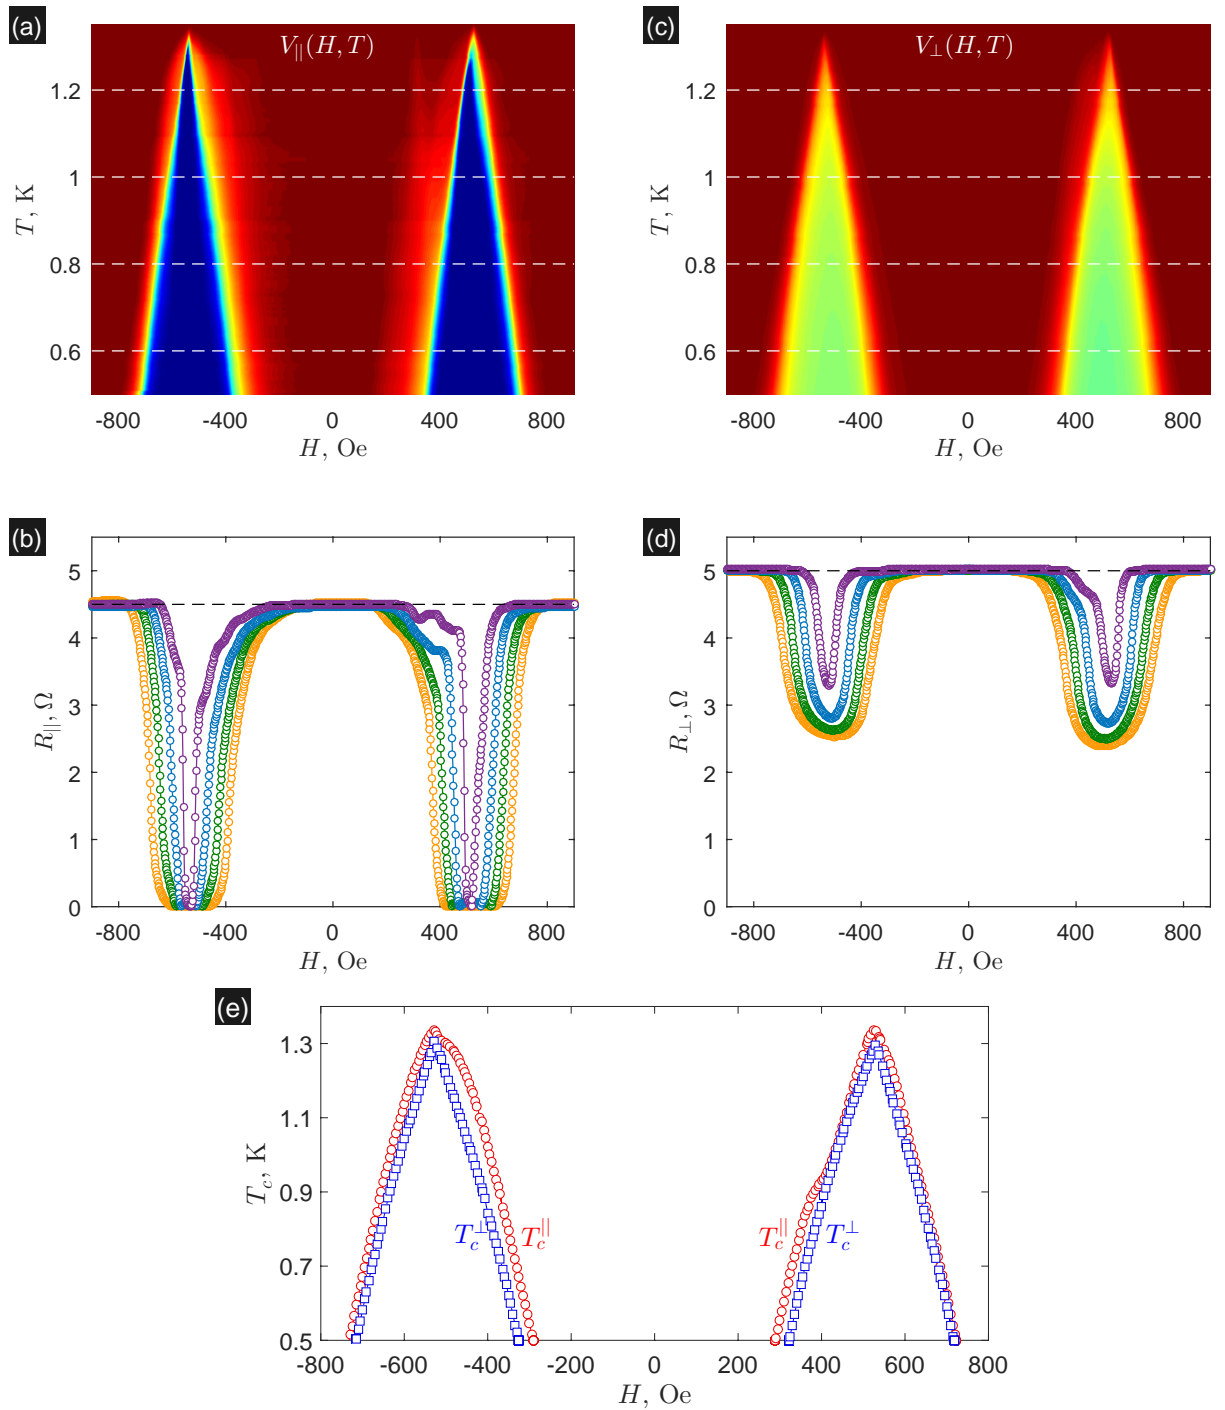 (a)
V||(H, T)
1.2
1
0.8
0.6
T, K
-800 -400 0 400 800
H, Oe
(c)
V⊥(H, T)
1.2
1
0.8
0.6
T, K
-800 -400 0 400 800
H, Oe
(b)
5
4
3
2
1
0
R||, Ω
-800 -400 0 400 800
H, Oe
(d)
5
4
3
2
1
0
R⊥, Ω
-800 -400 0 400 800
H, Oe
(e)
1.3
1.1
0.9
0.7
0.5
Tc, K
Tc⊥ Tc|| Tc|| Tc⊥
-800 -600 -400 -200 0 200 400 600 800
H, Oe